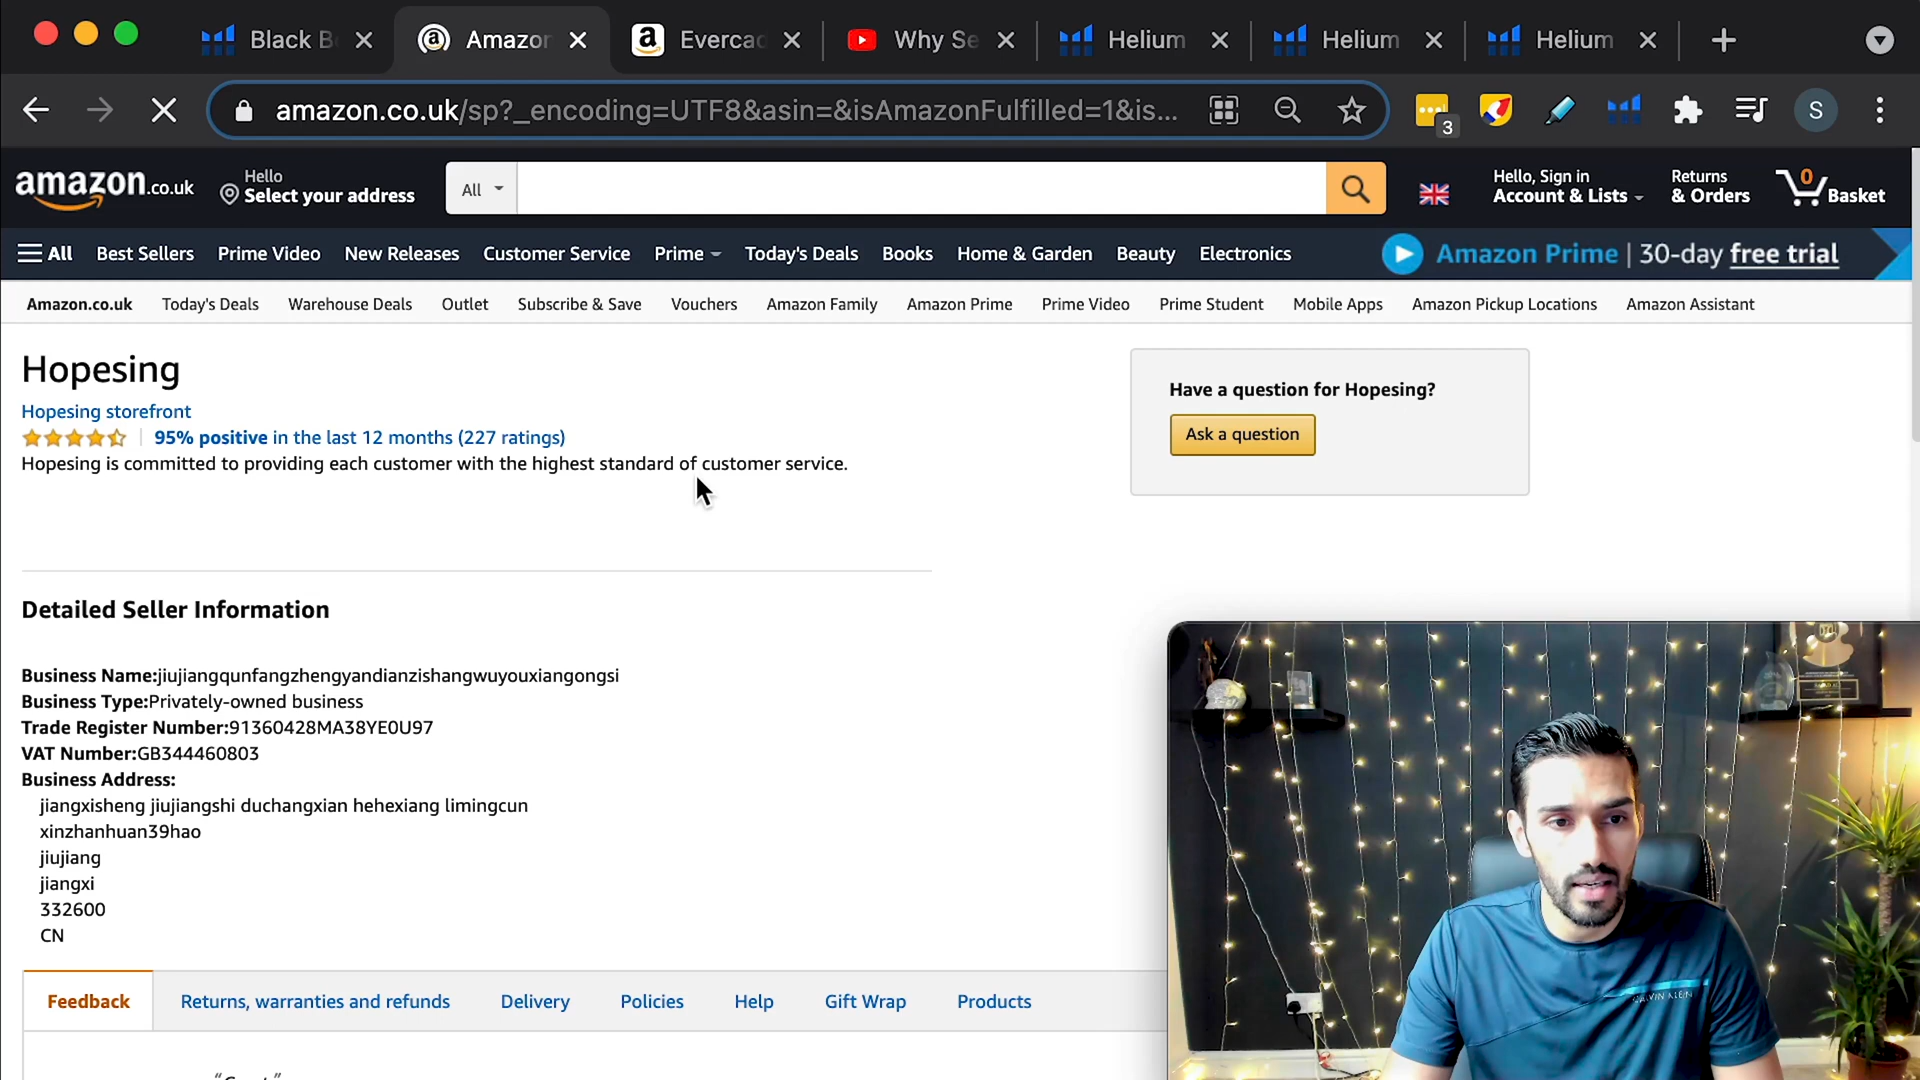 Black B
Amazon
Everca
Why Se
Helium
Helium
Helium
amazon.co.uk/sp?_encoding=UTF8&asin=&isAmazonFulfilled=1&is...
3
S
amazon.co.uk
Hello
Select your address
All
Hello, Sign in
Account & Lists
Returns
& Orders
0
Basket
All
Best Sellers
Prime Video
New Releases
Customer Service
Prime
Today's Deals
Books
Home & Garden
Beauty
Electronics
Amazon Prime | 30-day free trial
Amazon.co.uk
Today's Deals
Warehouse Deals
Outlet
Subscribe & Save
Vouchers
Amazon Family
Amazon Prime
Prime Video
Prime Student
Mobile Apps
Amazon Pickup Locations
Amazon Assistant
Hopesing
Hopesing storefront
95% positive in the last 12 months (227 ratings)
Hopesing is committed to providing each customer with the highest standard of customer service.
Have a question for Hopesing?
Ask a question
Detailed Seller Information
Business Name:jiujiangqunfangzhengyandianzishangwuyouxiangongsi
Business Type:Privately-owned business
Trade Register Number:91360428MA38YE0U97
VAT Number:GB344460803
Business Address:
jiangxisheng jiujiangshi duchangxian hehexiang limingcun
xinzhanhuan39hao
jiujiang
jiangxi
332600
CN
Feedback
Returns, warranties and refunds
Delivery
Policies
Help
Gift Wrap
Products
CALVIN KLEIN